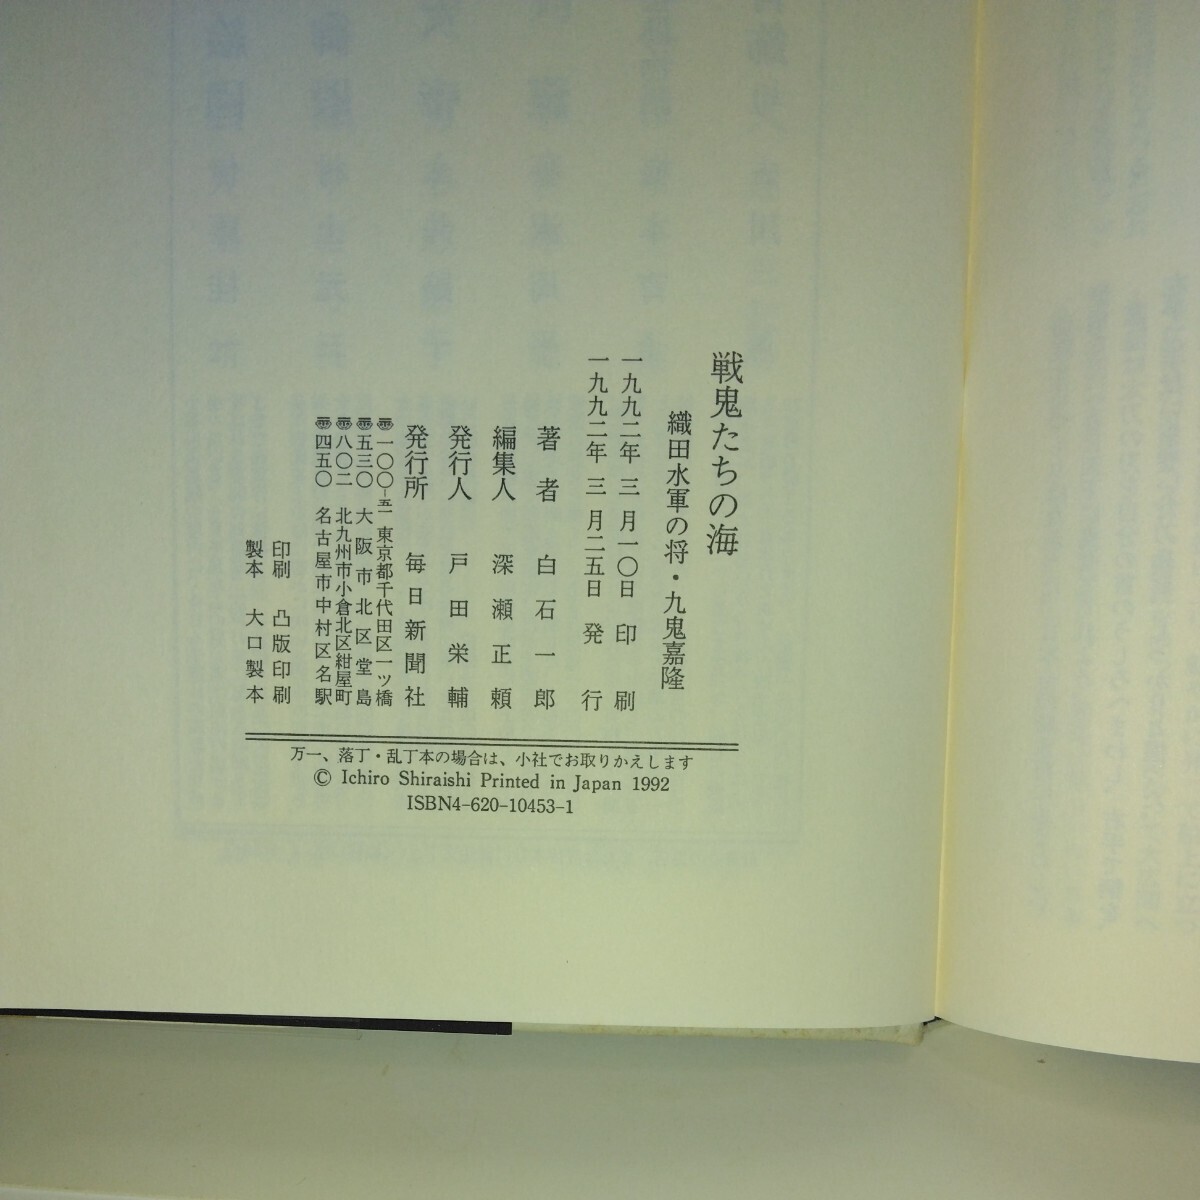 戦鬼たちの海
織田水軍の将・九鬼嘉隆
一九九二年 三月一〇日 印刷
一九九二年 三月二五日 発行
著者 白石一郎
編集人 深瀬正頼
発行人 戸田栄輔
発行所 毎日新聞社
〒一〇〇-五一 東京都千代田区一ツ橋
〒五三〇 大阪市北区堂島
〒八〇二 北九州市小倉北区紺屋町
〒四五〇 名古屋市中村区名駅
印刷 凸版印刷
製本 大口製本
万一、落丁・乱丁本の場合は、小社でお取りかえします
© Ichiro Shiraishi Printed in Japan 1992
ISBN4-620-10453-1